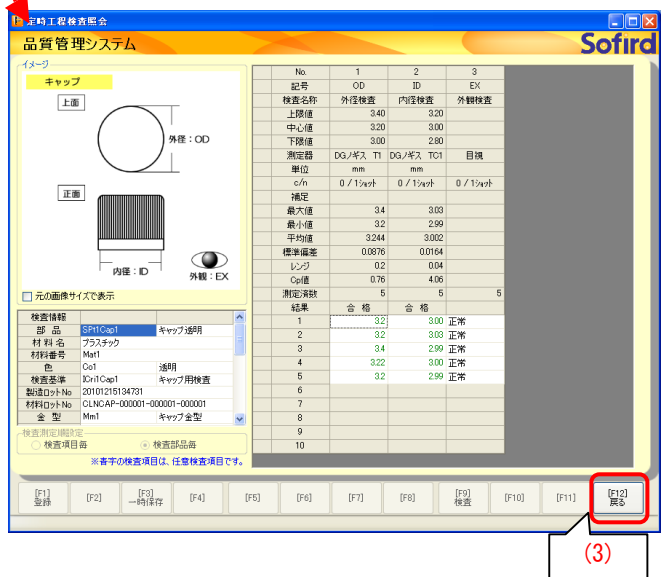 定時工程検査照会
品質管理システム
Sofird
イメージ
キャップ
上面
外径：OD
正面
内径：ID
外観：EX
元の画像サイズで表示
No. 1 2 3
記号 OD ID EX
検査名称 外径検査 内径検査 外観検査
上限値 3.40 3.20
中心値 3.20 3.00
下限値 3.00 2.80
測定器 DGノギス T1 DGノギス TC1 目視
単位 mm mm
c/n 0 / 1ショット 0 / 1ショット 0 / 1ショット
補足
最大値 3.4 3.03
最小値 3.2 2.99
平均値 3.244 3.002
標準偏差 0.0876 0.0164
レンジ 0.2 0.04
Cp値 0.76 4.06
測定済数 5 5 5
結果 合 格 合 格
1 3.2 3.00 正常
2 3.2 3.03 正常
3 3.4 2.99 正常
4 3.22 3.00 正常
5 3.2 2.99 正常
6
7
8
9
10
検査情報
部 品 SPt1Cap1 キャップ透明
材 料 名 プラスチック
材料番号 Mat1
色 Co1 透明
検査基準 ICri1Cap1 キャップ用検査
製造ロットNo 20101215134731
材料ロットNo CLNCAP-000001-000001-000001
金 型 Mm1 キャップ金型
検査測定順設定
検査項目毎 検査部品毎
※青字の検査項目は、任意検査項目です。
[F1] 登録 [F2] [F3] 一時保存 [F4] [F5] [F6] [F7] [F8] [F9] 検査 [F10] [F11] [F12] 戻る
(3)